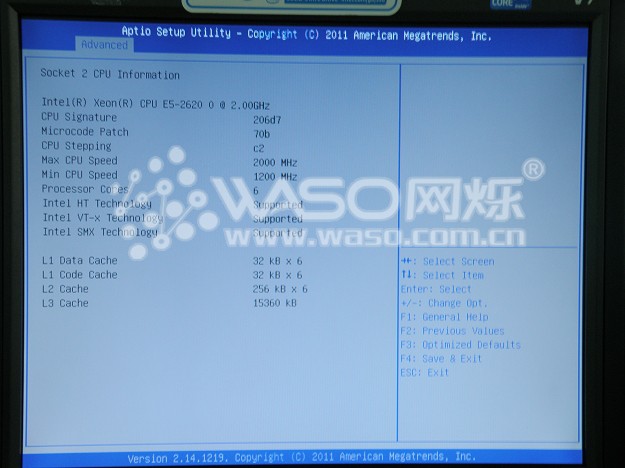 CORE
Aptio Setup Utility – Copyright (C) 2011 American Megatrends, Inc.
Advanced
Socket 2 CPU Information
Intel(R) Xeon(R) CPU E5-2620 0 @ 2.00GHz
CPU Signature 206d7
Microcode Patch 70b
CPU Stepping c2
Max CPU Speed 2000 MHz
Min CPU Speed 1200 MHz
Processor Cores 6
Intel HT Technology Supported
Intel VT-x Technology Supported
Intel SMX Technology Supported
WASO网烁®
www.waso.com.cn
L1 Data Cache 32 kB x 6
L1 Code Cache 32 kB x 6
L2 Cache 256 kB x 6
L3 Cache 15360 kB
→←: Select Screen
↑↓: Select Item
Enter: Select
+/-: Change Opt.
F1: General Help
F2: Previous Values
F3: Optimized Defaults
F4: Save & Exit
ESC: Exit
Version 2.14.1219. Copyright (C) 2011 American Megatrends, Inc.